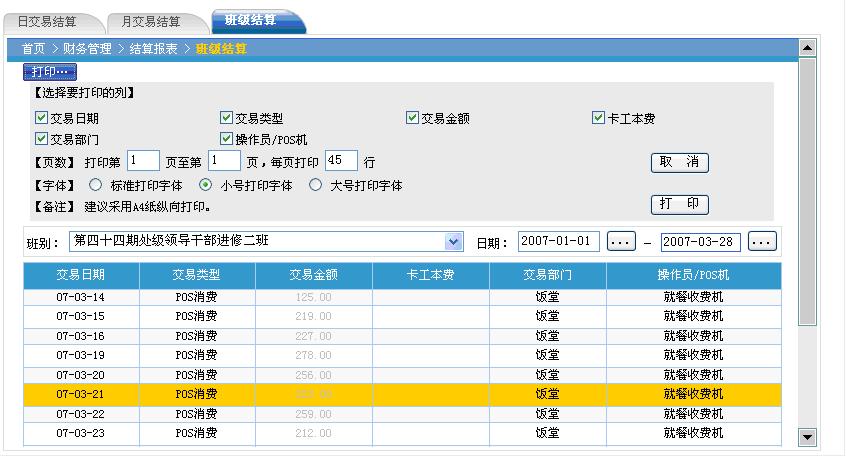 日交易结算 月交易结算 班级结算
首页 > 财务管理 > 结算报表 > 班级结算
打印…
【选择要打印的列】
交易日期 交易类型 交易金额 卡工本费
交易部门 操作员/POS机
【页数】 打印第 1 页至第 1 页，每页打印 45 行
取 消
【字体】 标准打印字体 小号打印字体 大号打印字体
【备注】 建议采用A4纸纵向打印。
打 印
班别： 第四十四期处级领导干部进修二班 日期： 2007-01-01 ... – 2007-03-28 ...
交易日期 交易类型 交易金额 卡工本费 交易部门 操作员/POS机
07-03-14 POS消费 125.00 饭堂 就餐收费机
07-03-15 POS消费 219.00 饭堂 就餐收费机
07-03-16 POS消费 227.00 饭堂 就餐收费机
07-03-19 POS消费 278.00 饭堂 就餐收费机
07-03-20 POS消费 256.00 饭堂 就餐收费机
07-03-21 POS消费 饭堂 就餐收费机
07-03-22 POS消费 259.00 饭堂 就餐收费机
07-03-23 POS消费 212.00 饭堂 就餐收费机